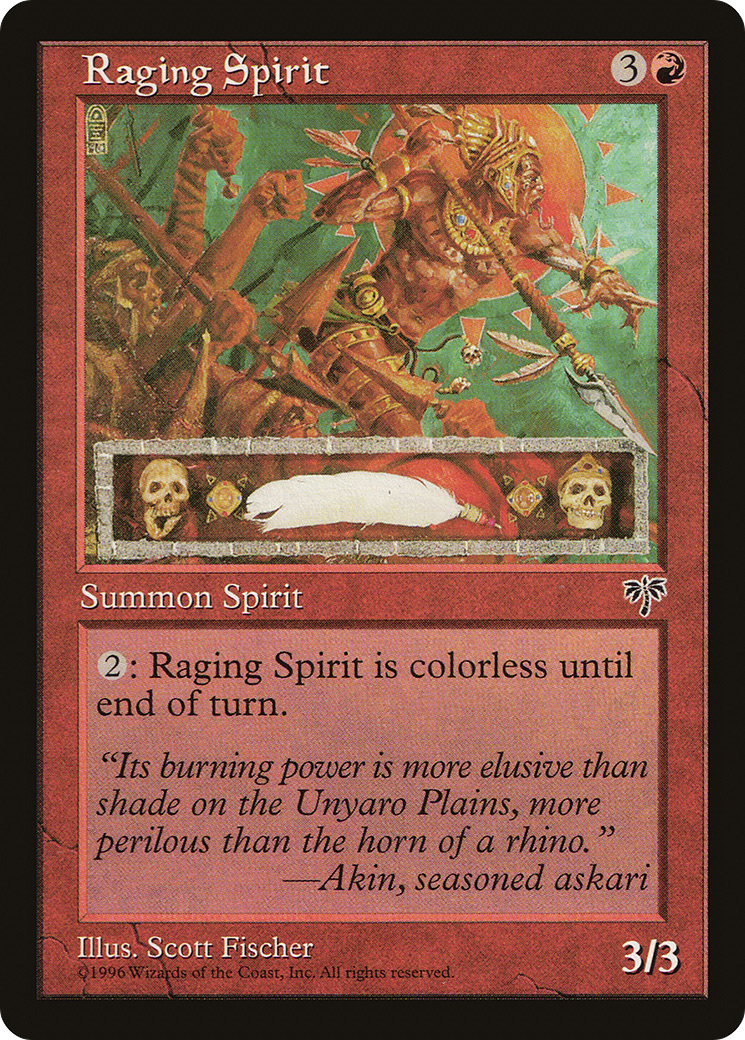 Raging Spirit 3
Summon Spirit
2: Raging Spirit is colorless until
end of turn.
“Its burning power is more elusive than
shade on the Unyaro Plains, more
perilous than the horn of a rhino.”
—Akin, seasoned askari
Illus. Scott Fischer
3/3
©1996 Wizards of the Coast, Inc. All rights reserved.